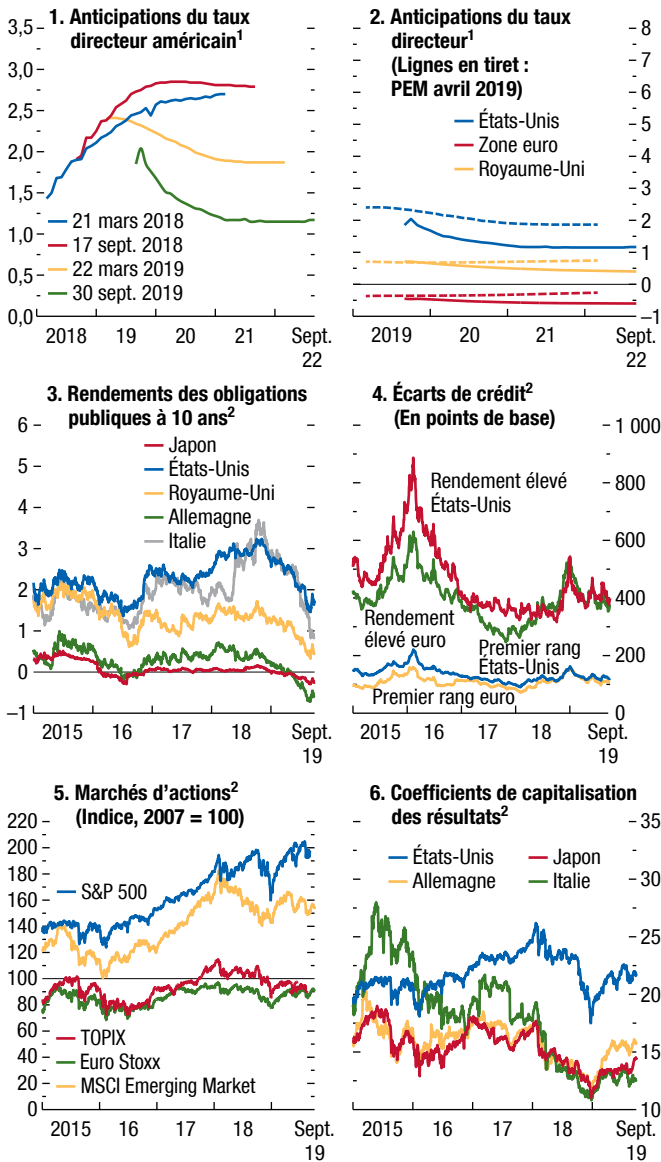 1. Anticipations du taux
directeur américain1
3,5
3,0
2,5
2,0
1,5
1,0
0,5
0,0
21 mars 2018
17 sept. 2018
22 mars 2019
30 sept. 2019
2018 19 20 21 Sept.
22
2. Anticipations du taux
directeur1
(Lignes en tiret :
PEM avril 2019)
États-Unis
Zone euro
Royaume-Uni
8
7
6
5
4
3
2
1
0
–1
2019 20 21 Sept.
22
3. Rendements des obligations
publiques à 10 ans2
6
5
4
3
2
1
0
–1
Japon
États-Unis
Royaume-Uni
Allemagne
Italie
2015 16 17 18 Sept.
19
4. Écarts de crédit2
(En points de base)
1 000
800
600
400
200
0
Rendement élevé
États-Unis
Rendement
élevé euro
Premier rang
États-Unis
Premier rang euro
2015 16 17 18 Sept.
19
5. Marchés d'actions2
(Indice, 2007 = 100)
220
200
180
160
140
120
100
80
60
40
20
0
S&P 500
TOPIX
Euro Stoxx
MSCI Emerging Market
2015 16 17 18 Sept.
19
6. Coefficients de capitalisation
des résultats2
États-Unis Japon
Allemagne Italie
35
30
25
20
15
10
2015 16 17 18 Sept.
19